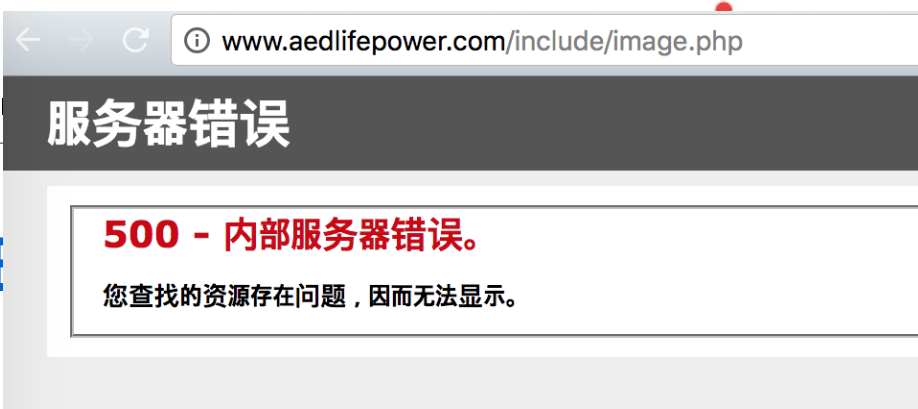 www.aedlifepower.com/include/image.php
服务器错误
500 - 内部服务器错误。
您查找的资源存在问题，因而无法显示。